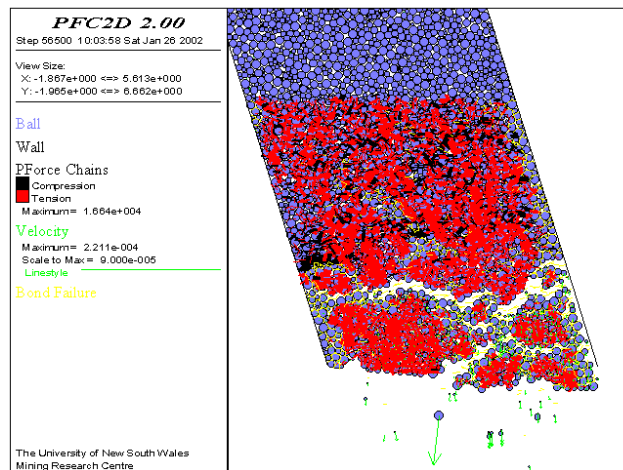 PFC2D 2.00
Step 56500 10:03:58 Sat Jan 26 2002
View Size:
X: -1.867e+000 <=> 5.613e+000
Y: -1.965e+000 <=> 6.662e+000
Ball
Wall
PForce Chains
Compression
Tension
Maximum= 1.664e+004
Velocity
Maximum= 2.211e-004
Scale to Max= 9.000e-005
Linestyle
Bond Failure
The University of New South Wales
Mining Research Centre